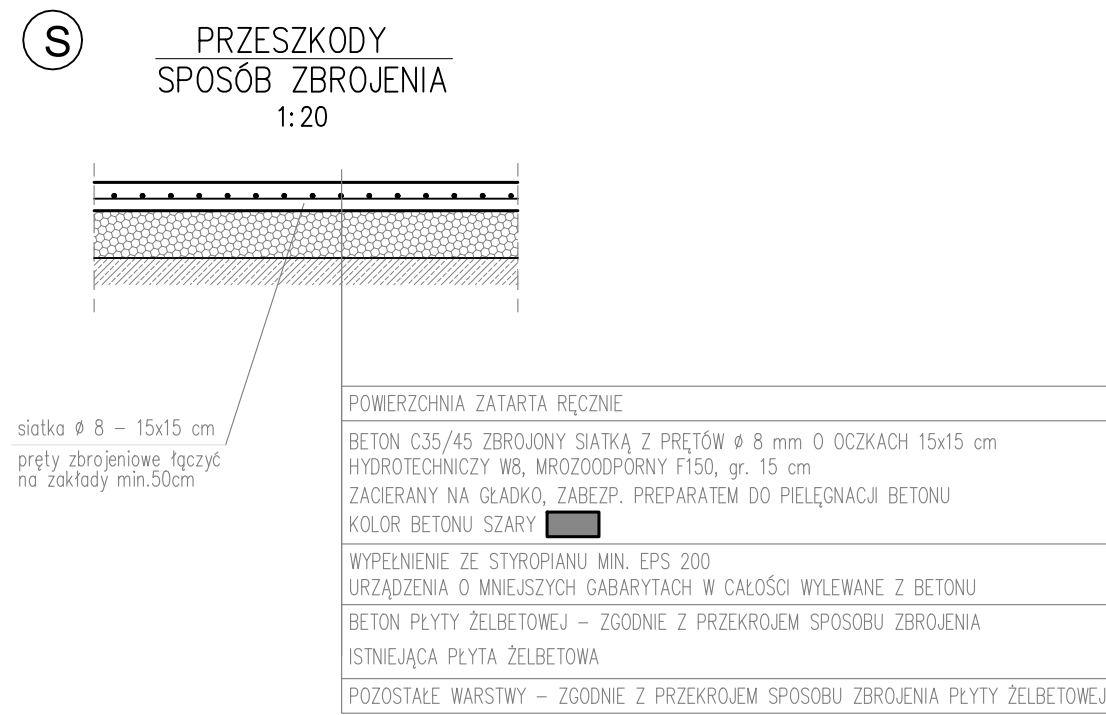 S
PRZESZKODY
SPOSÓB ZBROJENIA
1:20
siatka ø 8 – 15x15 cm
pręty zbrojeniowe łączyć
na zakłady min.50cm
POWIERZCHNIA ZATARTA RĘCZNIE
BETON C35/45 ZBROJONY SIATKĄ Z PRĘTÓW ø 8 mm O OCZKACH 15x15 cm
HYDROTECHNICZY W8, MROZOODPORNY F150, gr. 15 cm
ZACIERANY NA GŁADKO, ZABEZP. PREPARATEM DO PIELĘGNACJI BETONU
KOLOR BETONU SZARY
WYPEŁNIENIE ZE STYROPIANU MIN. EPS 200
URZĄDZENIA O MNIEJSZYCH GABARYTACH W CAŁOŚCI WYLEWANE Z BETONU
BETON PŁYTY ŻELBETOWEJ – ZGODNIE Z PRZEKROJEM SPOSOBU ZBROJENIA
ISTNIEJĄCA PŁYTA ŻELBETOWA
POZOSTAŁE WARSTWY – ZGODNIE Z PRZEKROJEM SPOSOBU ZBROJENIA PŁYTY ŻELBETOWEJ